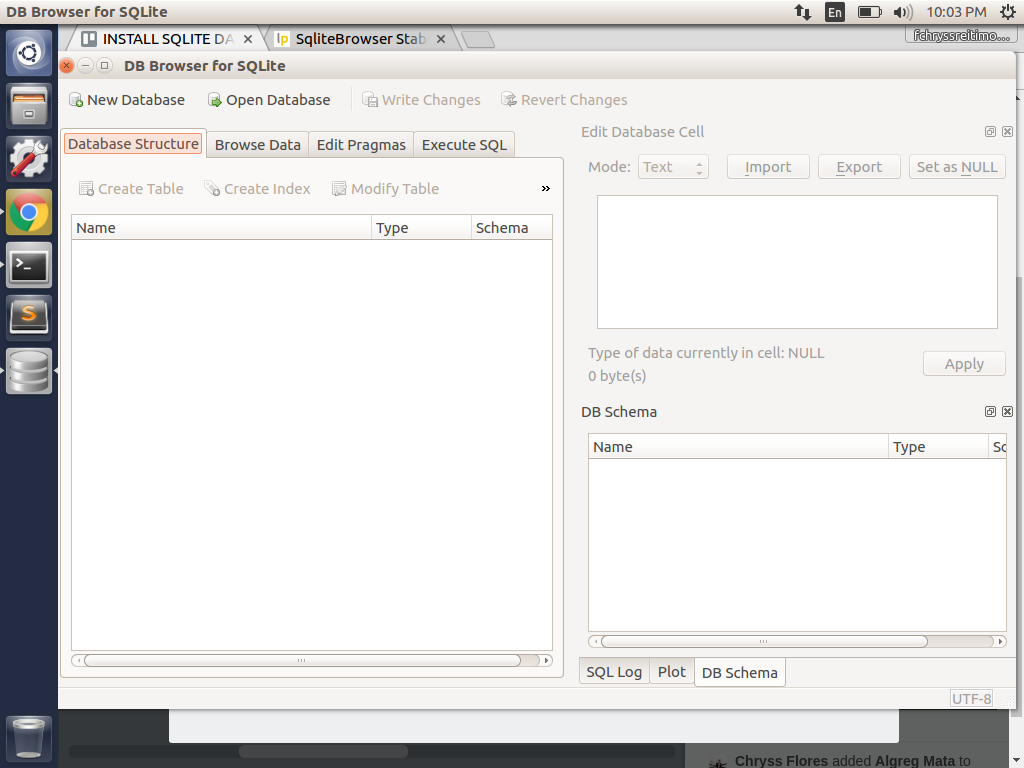 DB Browser for SQLite
En
10:03 PM
INSTALL SQLITE DA
SqliteBrowser Stab
fchryssreitimo...
DB Browser for SQLite
New Database
Open Database
Write Changes
Revert Changes
Database Structure
Browse Data
Edit Pragmas
Execute SQL
Create Table
Create Index
Modify Table
»
Name
Type
Schema
Edit Database Cell
Mode:
Text
Import
Export
Set as NULL
Type of data currently in cell: NULL
0 byte(s)
Apply
DB Schema
Name
Type
Sc
SQL Log
Plot
DB Schema
UTF-8
Chryss Flores added Algreg Mata to